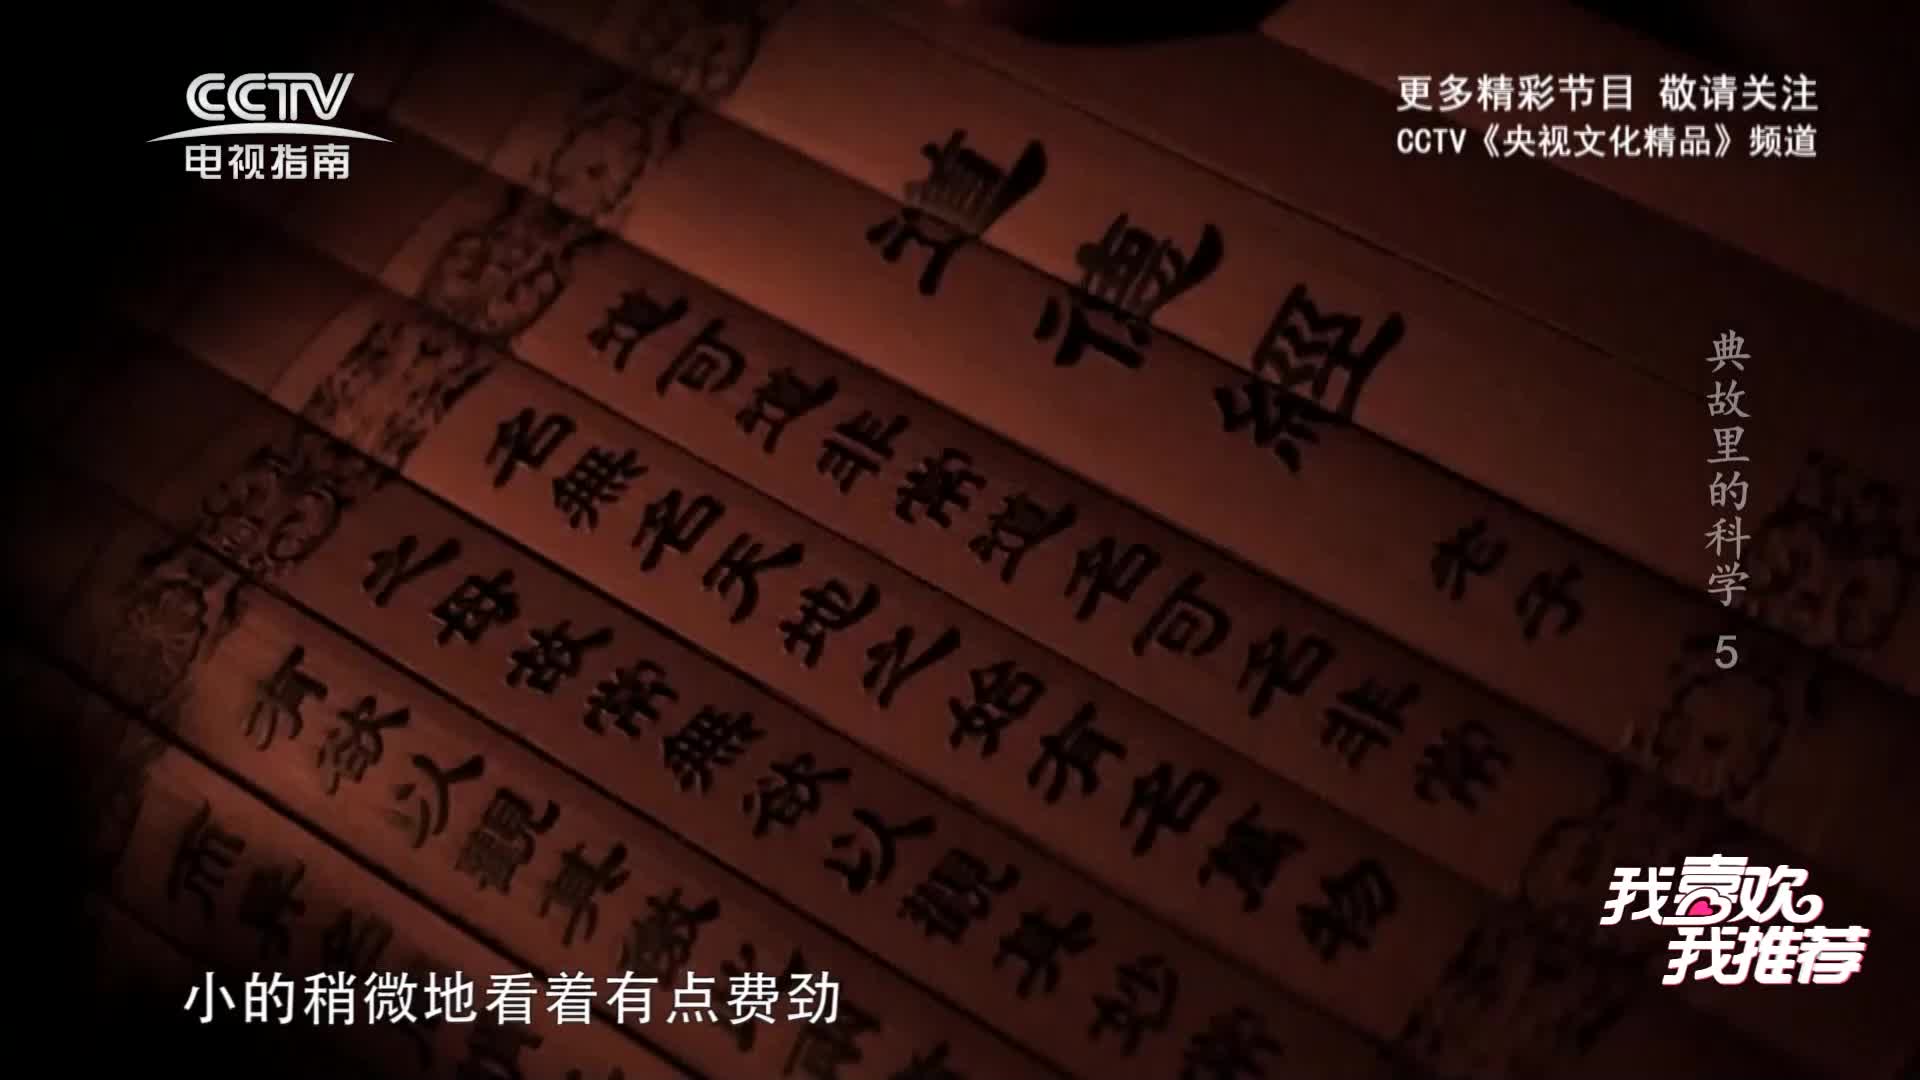 CCTV
电视指南
更多精彩节目 敬请关注
CCTV《央视文化精品》频道
道德經
老子
道可道非常道名可名非常
名無名天地之始有名萬物
之母故常無欲以觀其妙常
有欲以觀其徼
典故里的科学 5
我喜欢
我推荐
小的稍微地看着有点费劲